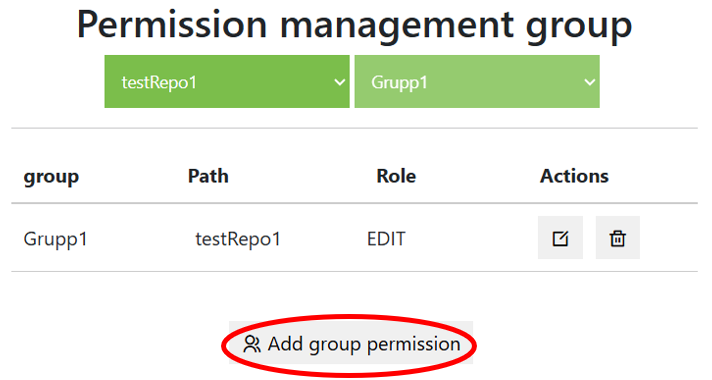 Permission management group
testRepo1 Grupp1
group Path Role Actions
Grupp1 testRepo1 EDIT
Add group permission